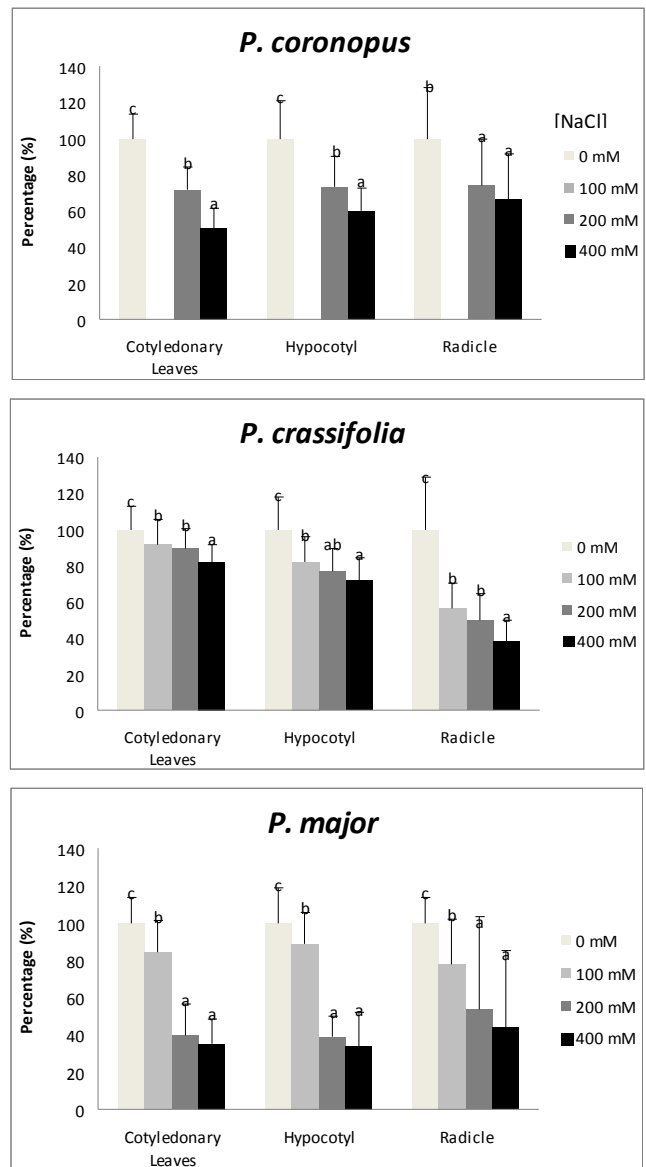 P. coronopus
140
120
100
80
60
40
20
0
Percentage (%)
c
b
a
c
b
a
b
a
a
Cotyledonary
Leaves
Hypocotyl
Radicle
[NaCl]
0 mM
100 mM
200 mM
400 mM
P. crassifolia
140
120
100
80
60
40
20
0
Percentage (%)
c
b
b
a
c
b
ab
a
c
b
b
a
Cotyledonary
Leaves
Hypocotyl
Radicle
0 mM
100 mM
200 mM
400 mM
P. major
140
120
100
80
60
40
20
0
Percentage (%)
c
b
a
a
c
b
a
a
c
b
a
a
Cotyledonary
Leaves
Hypocotyl
Radicle
0 mM
100 mM
200 mM
400 mM